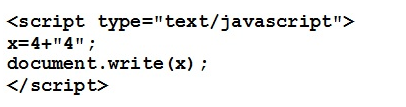 <script type="text/javascript">
x=4+"4";
document.write(x);
</script>